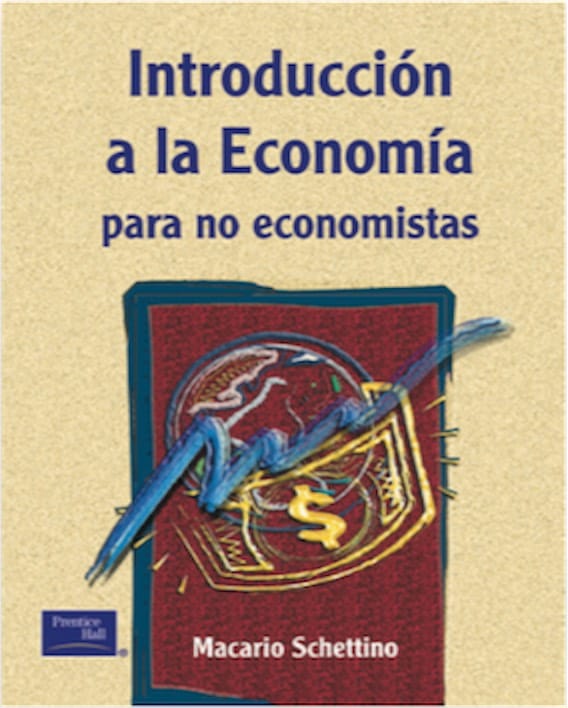 Introducción
a la Economía
para no economistas
$
Prentice
Hall
®
Macario Schettino